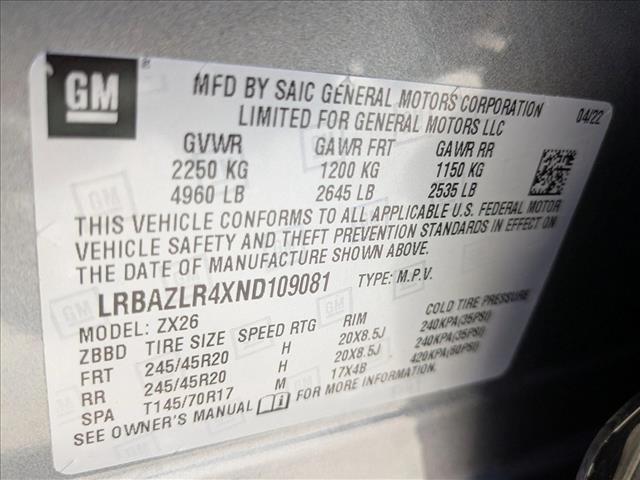 GM
MFD BY SAIC GENERAL MOTORS CORPORATION
LIMITED FOR GENERAL MOTORS LLC 04/22
GVWR GAWR FRT GAWR RR
2250 KG 1200 KG 1150 KG
4960 LB 2645 LB 2535 LB
THIS VEHICLE CONFORMS TO ALL APPLICABLE U.S. FEDERAL MOTOR
VEHICLE SAFETY AND THEFT PREVENTION STANDARDS IN EFFECT ON
THE DATE OF MANUFACTURE SHOWN ABOVE.
LRBAZLR4XND109081 TYPE: M.P.V.
MODEL: ZX26
ZBBD TIRE SIZE SPEED RTG RIM COLD TIRE PRESSURE
FRT 245/45R20 H 20X8.5J 240KPA(35PSI)
RR 245/45R20 H 20X8.5J 240KPA(35PSI)
SPA T145/70R17 M 17X4B 420KPA(60PSI)
SEE OWNER'S MANUAL FOR MORE INFORMATION.